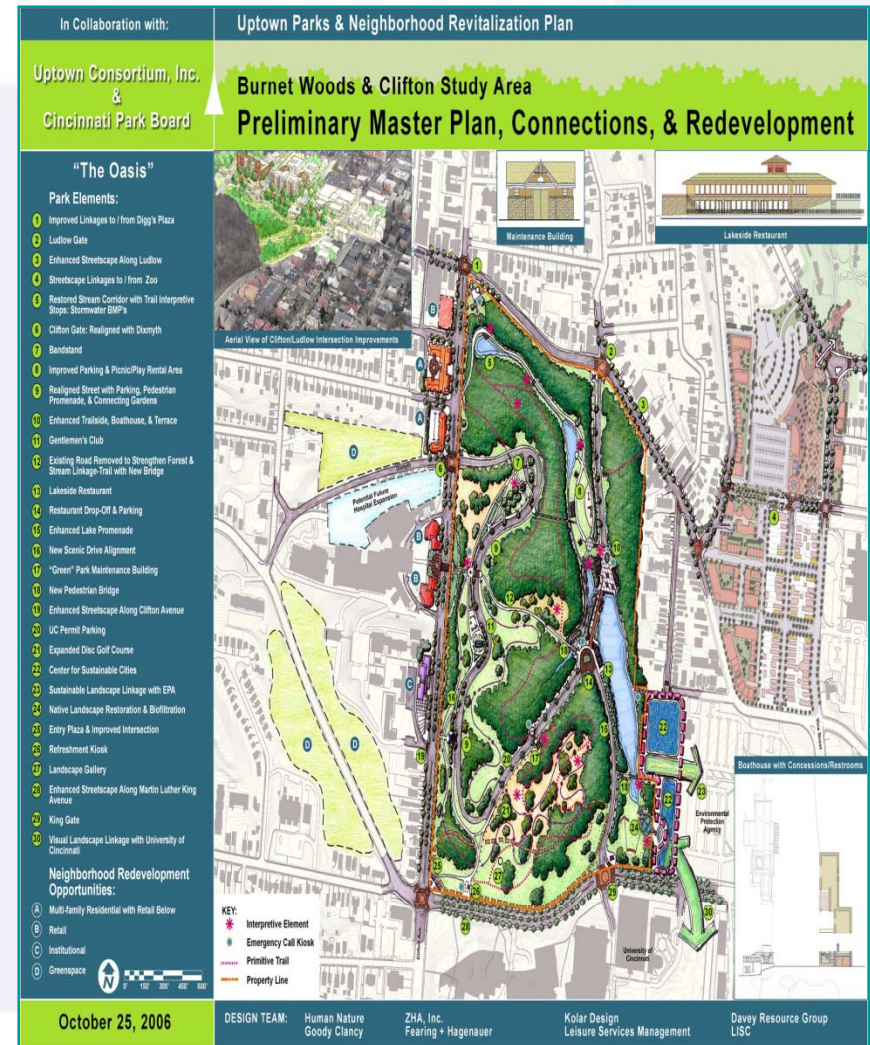 In Collaboration with:
Uptown Parks & Neighborhood Revitalization Plan
Uptown Consortium, Inc.
&
Cincinnati Park Board
Burnet Woods & Clifton Study Area
Preliminary Master Plan, Connections, & Redevelopment
"The Oasis"
Park Elements:
1 Improved Linkages to / from Digg's Plaza
2 Ludlow Gate
3 Enhanced Streetscape Along Ludlow
4 Streetscape Linkages to / from Zoo
5 Restored Stream Corridor with Trail Interpretive
Stops: Stormwater BMP's
6 Clifton Gate: Realigned with Dixmyth
7 Bandstand
8 Improved Parking & Picnic/Play Rental Area
9 Realigned Street with Parking, Pedestrian
Promenade, & Connecting Gardens
10 Enhanced Trailside, Boathouse, & Terrace
11 Gentlemen's Club
12 Existing Road Removed to Strengthen Forest &
Stream Linkage-Trail with New Bridge
13 Lakeside Restaurant
14 Restaurant Drop-Off & Parking
15 Enhanced Lake Promenade
16 New Scenic Drive Alignment
17 "Green" Park Maintenance Building
18 New Pedestrian Bridge
19 Enhanced Streetscape Along Clifton Avenue
20 UC Permit Parking
21 Expanded Disc Golf Course
22 Center for Sustainable Cities
23 Sustainable Landscape Linkage with EPA
24 Native Landscape Restoration & Biofiltration
25 Entry Plaza & Improved Intersection
26 Refreshment Kiosk
27 Landscape Gallery
28 Enhanced Streetscape Along Martin Luther King
Avenue
29 King Gate
30 Visual Landscape Linkage with University of
Cincinnati
Neighborhood Redevelopment
Opportunities:
A Multi-family Residential with Retail Below
B Retail
C Institutional
D Greenspace
N 0' 150' 300' 450' 600'
Aerial View of Clifton/Ludlow Intersection Improvements
Maintenance Building
Lakeside Restaurant
Potential Future
Hospital Expansion
Vine Street
Boathouse with Concessions/Restrooms
Environmental
Protection
Agency
University of
Cincinnati
KEY:
Interpretive Element
Emergency Call Kiosk
Primitive Trail
Property Line
October 25, 2006
DESIGN TEAM:
Human Nature
Goody Clancy
ZHA, Inc.
Fearing + Hagenauer
Kolar Design
Leisure Services Management
Davey Resource Group
LISC